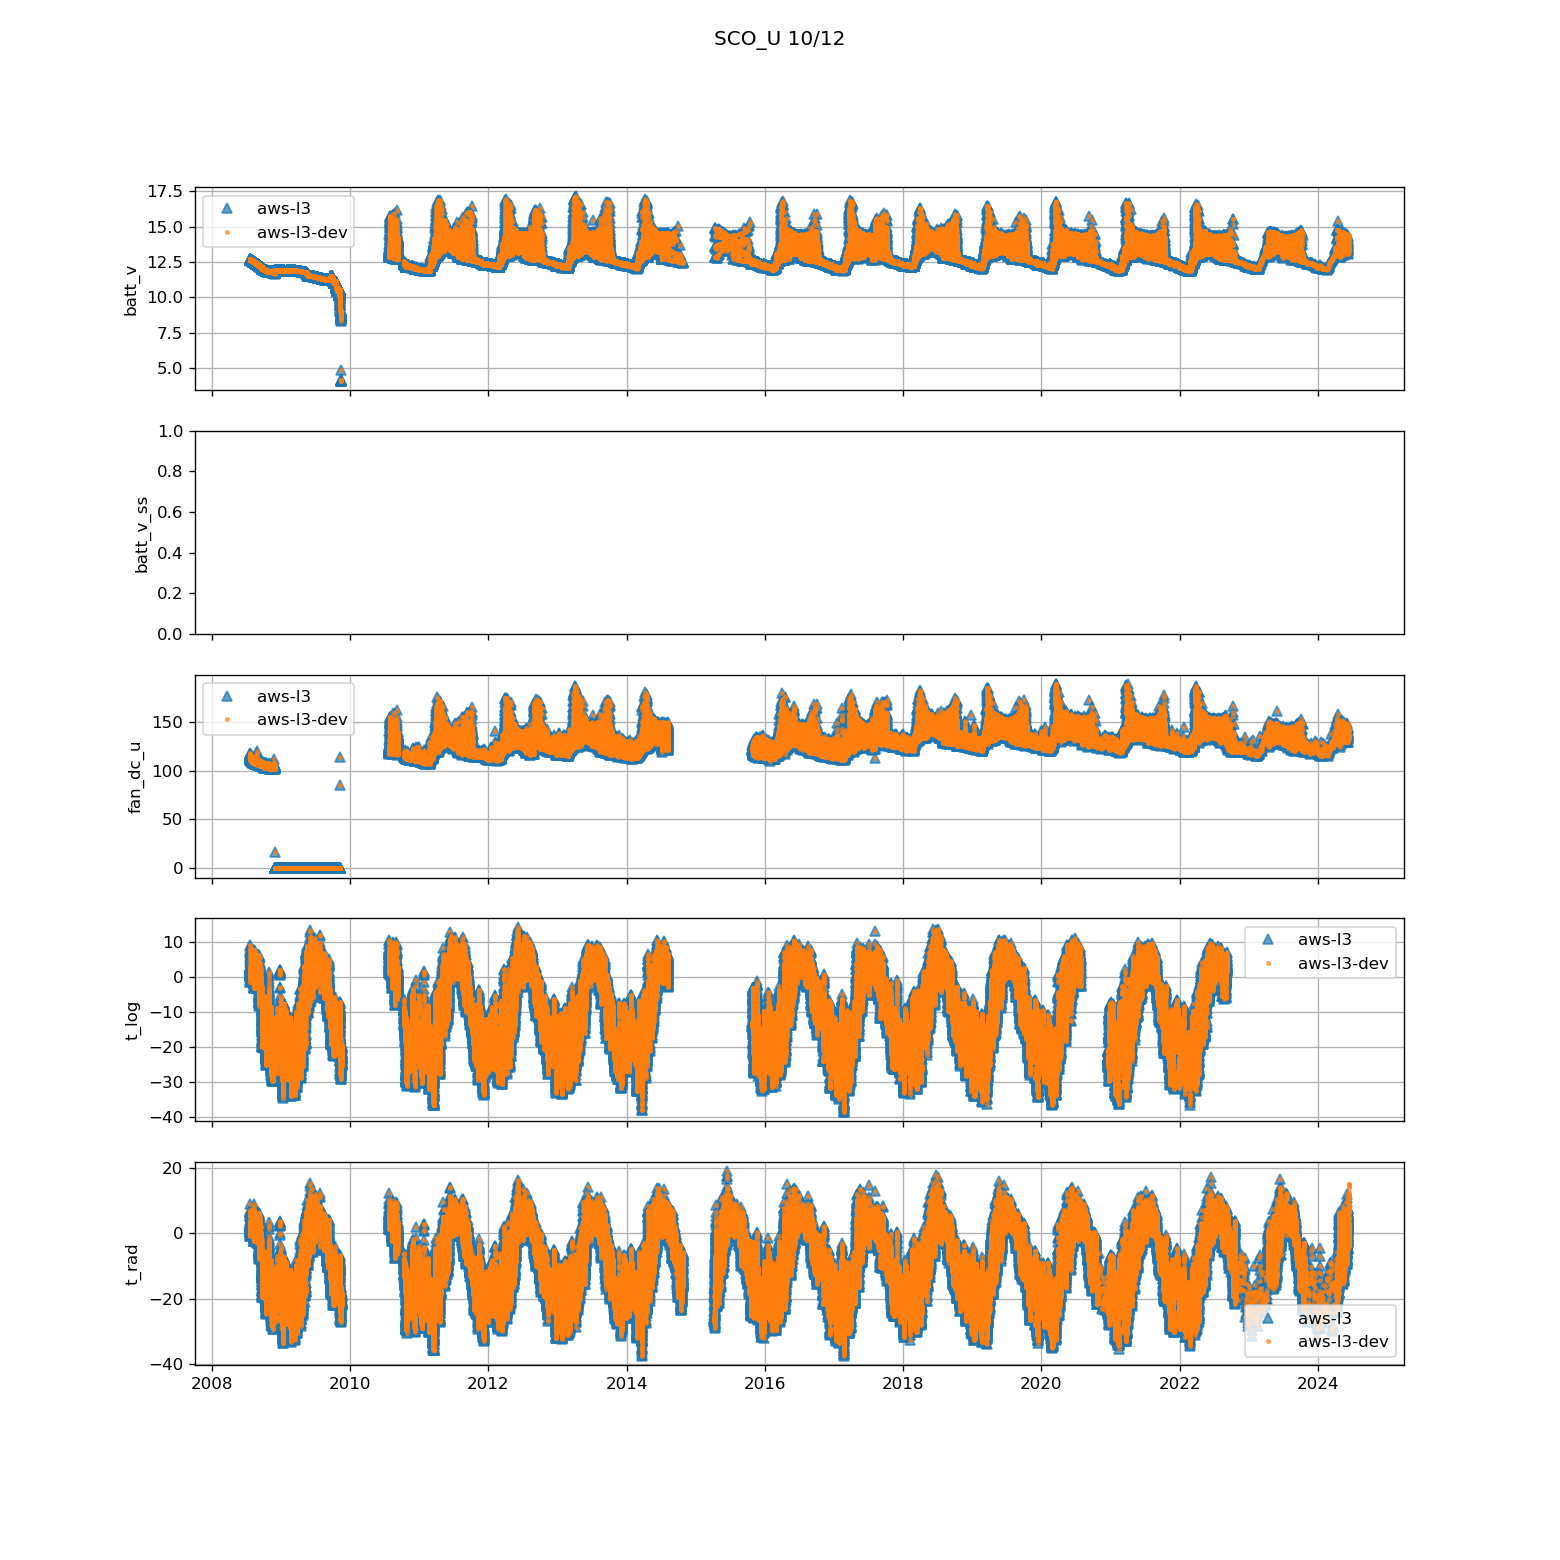 SCO_U 10/12
17.5
15.0
12.5
10.0
7.5
5.0
batt_v
aws-l3
aws-l3-dev
1.0
0.8
0.6
0.4
0.2
0.0
batt_v_ss
150
100
50
0
fan_dc_u
aws-l3
aws-l3-dev
10
0
−10
−20
−30
−40
t_log
aws-l3
aws-l3-dev
20
0
−20
−40
t_rad
aws-l3
aws-l3-dev
2008 2010 2012 2014 2016 2018 2020 2022 2024